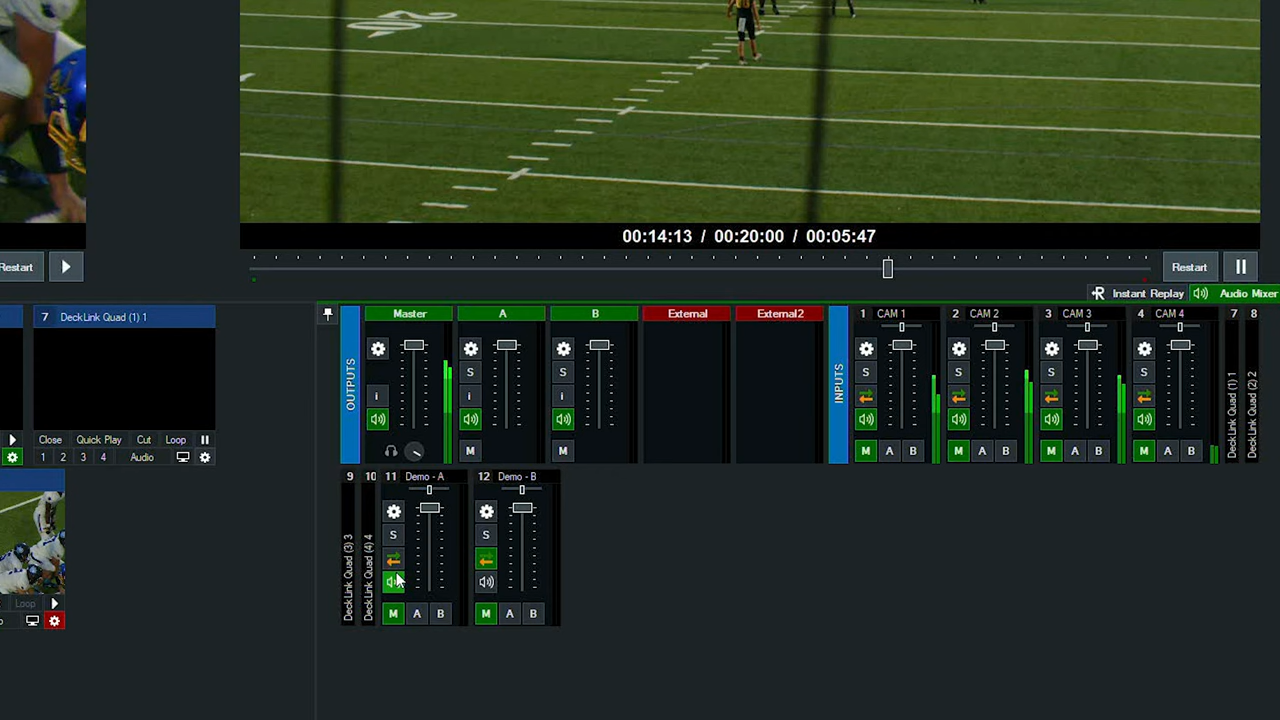 20
00:14:13 / 00:20:00 / 00:05:47
Restart
Restart
Instant Replay
Audio Mixer
7 DeckLink Quad (1) 1
Close Quick Play Cut Loop
1 2 3 4 Audio
Loop
OUTPUTS
Master A B External External2
S S
i i i
M M
INPUTS
1 CAM 1 2 CAM 2 3 CAM 3 4 CAM 4 7 8
S S S S
M A B M A B M A B M A B
DeckLink Quad (1) 1
DeckLink Quad (2) 2
9 10 11 Demo - A 12 Demo - B
DeckLink Quad (3) 3
DeckLink Quad (4) 4
S S
M A B M A B